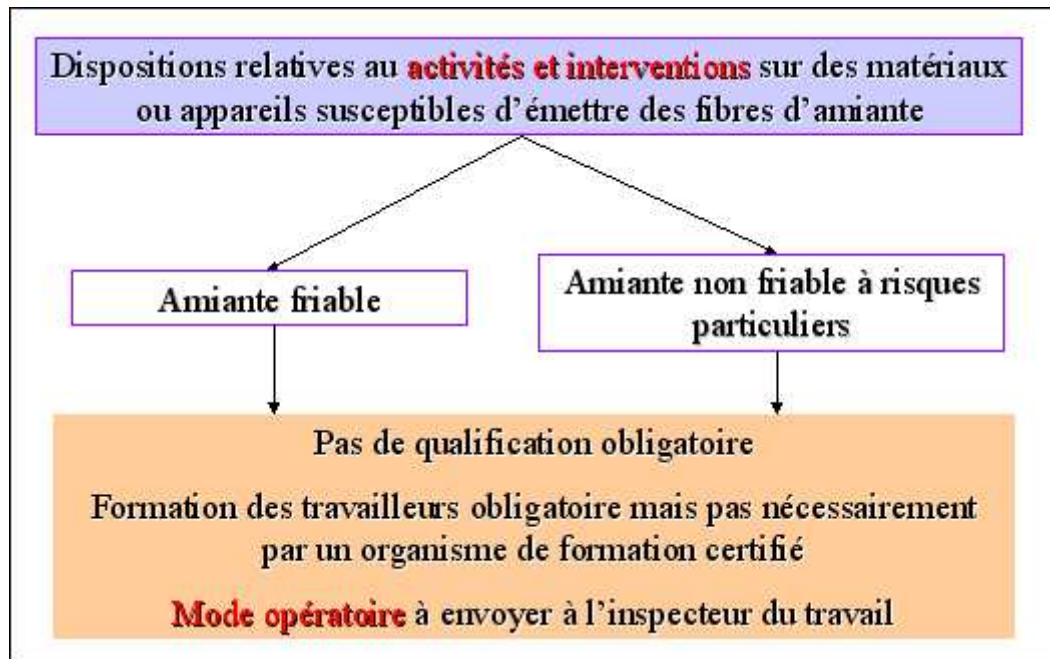 Dispositions relatives au activités et interventions sur des matériaux
ou appareils susceptibles d’émettre des fibres d’amiante
Amiante friable
Amiante non friable à risques
particuliers
Pas de qualification obligatoire
Formation des travailleurs obligatoire mais pas nécessairement
par un organisme de formation certifié
Mode opératoire à envoyer à l’inspecteur du travail